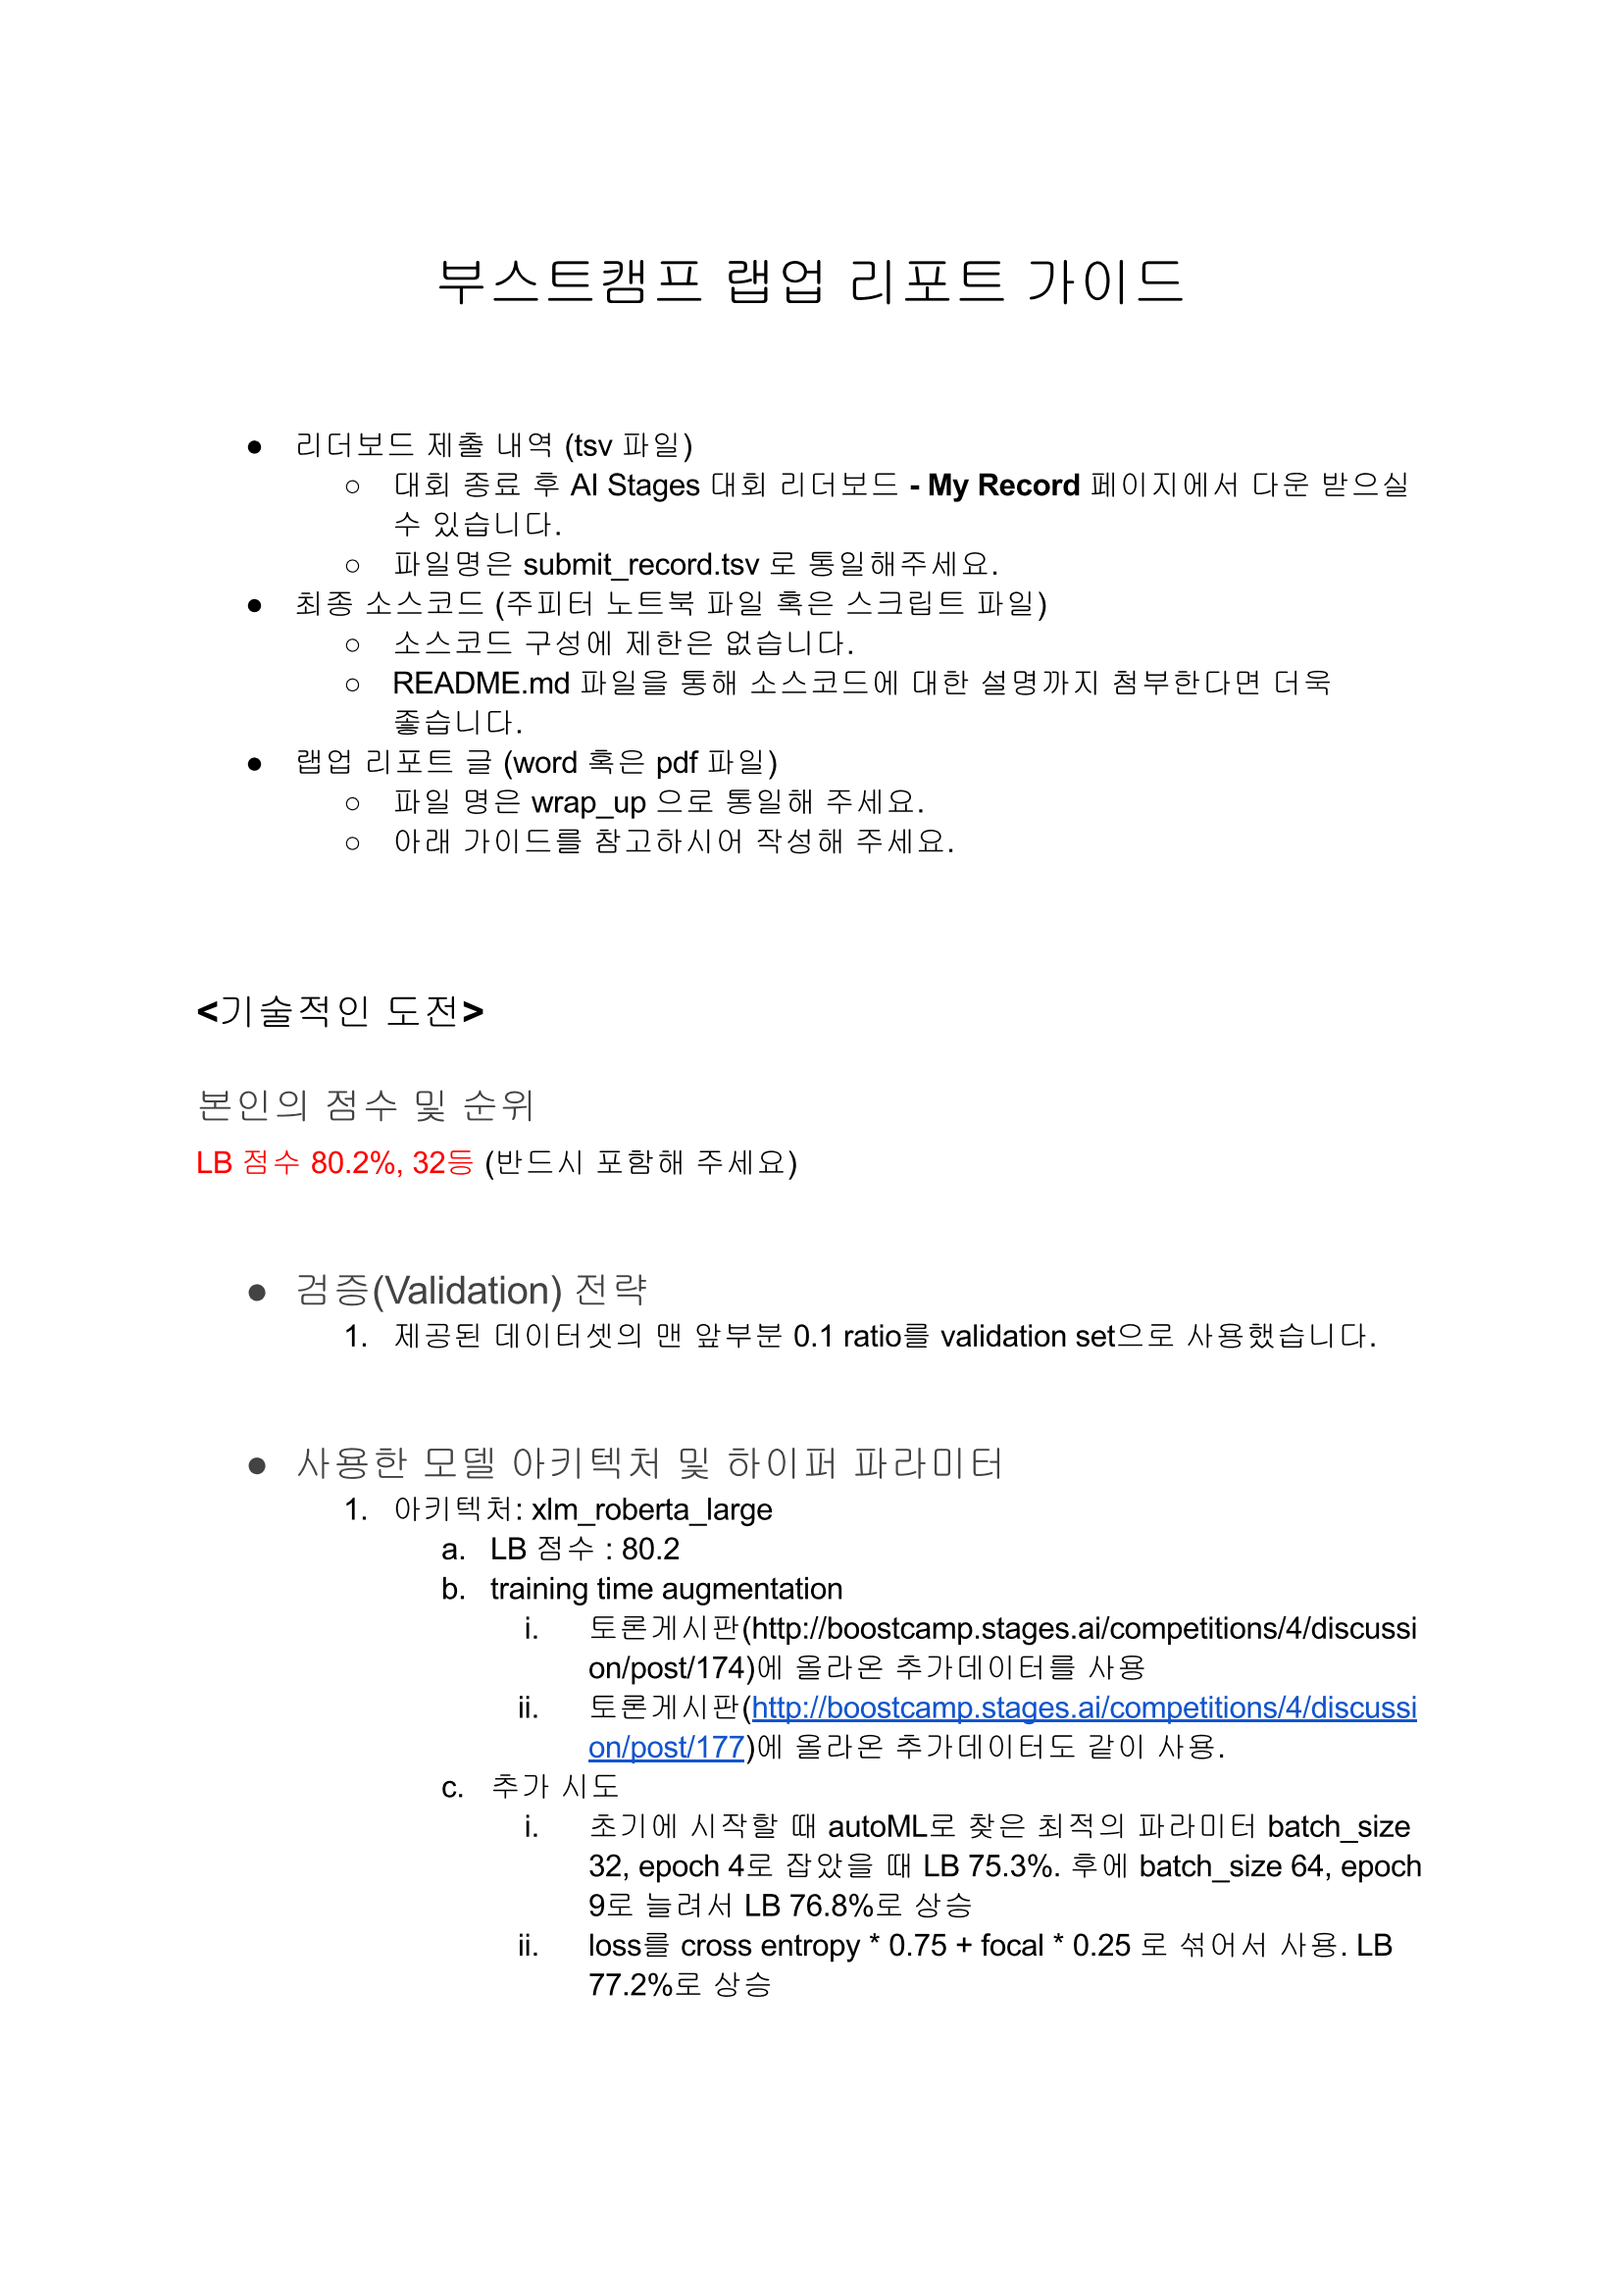 부스트캠프 랩업 리포트 가이드
● 리더보드 제출 내역 (tsv 파일)
○ 대회 종료 후 AI Stages 대회 리더보드 - My Record 페이지에서 다운 받으실
수 있습니다.
○ 파일명은 submit_record.tsv 로 통일해주세요.
● 최종 소스코드 (주피터 노트북 파일 혹은 스크립트 파일)
○ 소스코드 구성에 제한은 없습니다.
○ README.md 파일을 통해 소스코드에 대한 설명까지 첨부한다면 더욱
좋습니다.
● 랩업 리포트 글 (word 혹은 pdf 파일)
○ 파일 명은 wrap_up 으로 통일해 주세요.
○ 아래 가이드를 참고하시어 작성해 주세요.
<기술적인 도전>
본인의 점수 및 순위
LB 점수 80.2%, 32등 (반드시 포함해 주세요)
● 검증(Validation) 전략
1. 제공된 데이터셋의 맨 앞부분 0.1 ratio를 validation set으로 사용했습니다.
● 사용한 모델 아키텍처 및 하이퍼 파라미터
1. 아키텍처: xlm_roberta_large
a. LB 점수 : 80.2
b. training time augmentation
i. 토론게시판(http://boostcamp.stages.ai/competitions/4/discussi
on/post/174)에 올라온 추가데이터를 사용
ii. 토론게시판(http://boostcamp.stages.ai/competitions/4/discussi
on/post/177)에 올라온 추가데이터도 같이 사용.
c. 추가 시도
i. 초기에 시작할 때 autoML로 찾은 최적의 파라미터 batch_size
32, epoch 4로 잡았을 때 LB 75.3%. 후에 batch_size 64, epoch
9로 늘려서 LB 76.8%로 상승
ii. loss를 cross entropy * 0.75 + focal * 0.25 로 섞어서 사용. LB
77.2%로 상승